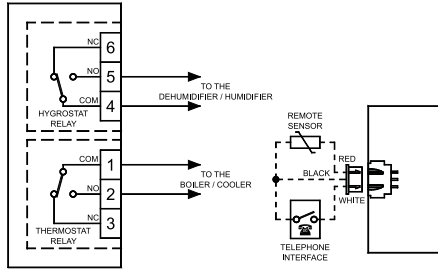 NC
6
NO
5
TO THE
DEHUMIDIFIER / HUMIDIFIER
COM
4
HYGROSTAT
RELAY
COM
1
TO THE
BOILER / COOLER
NO
2
NC
3
THERMOSTAT
RELAY
REMOTE
SENSOR
RED
BLACK
WHITE
TELEPHONE
INTERFACE